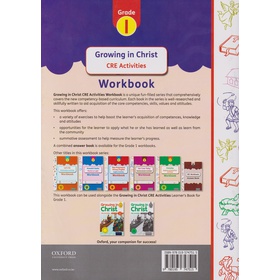 Grade
1
Growing in Christ
CRE Activities
Workbook
Growing in Christ CRE Activities Workbook is a unique fun-filled series that comprehensively
covers the new competency-based curriculum. Each book in the series is well researched and
skilfully written to aid acquisition of the core competencies, skills, values and attitudes.
This workbook offers:
• a variety of exercises to help boost the learner's acquisition of competencies, knowledge
and attitudes
• opportunities for the learner to apply what he or she has learned so well as to learn from the
community
• summative assessment to help measure the learner's progress.
A combined answer book is available for the Grade 1 workbooks.
Other titles in this workbook series:
This workbook can be used alongside the Growing in Christ CRE Activities Learner's Book for
Grade 1.
Growing in
Christ
Growing in
Christ
Oxford, your companion for success!
OXFORD